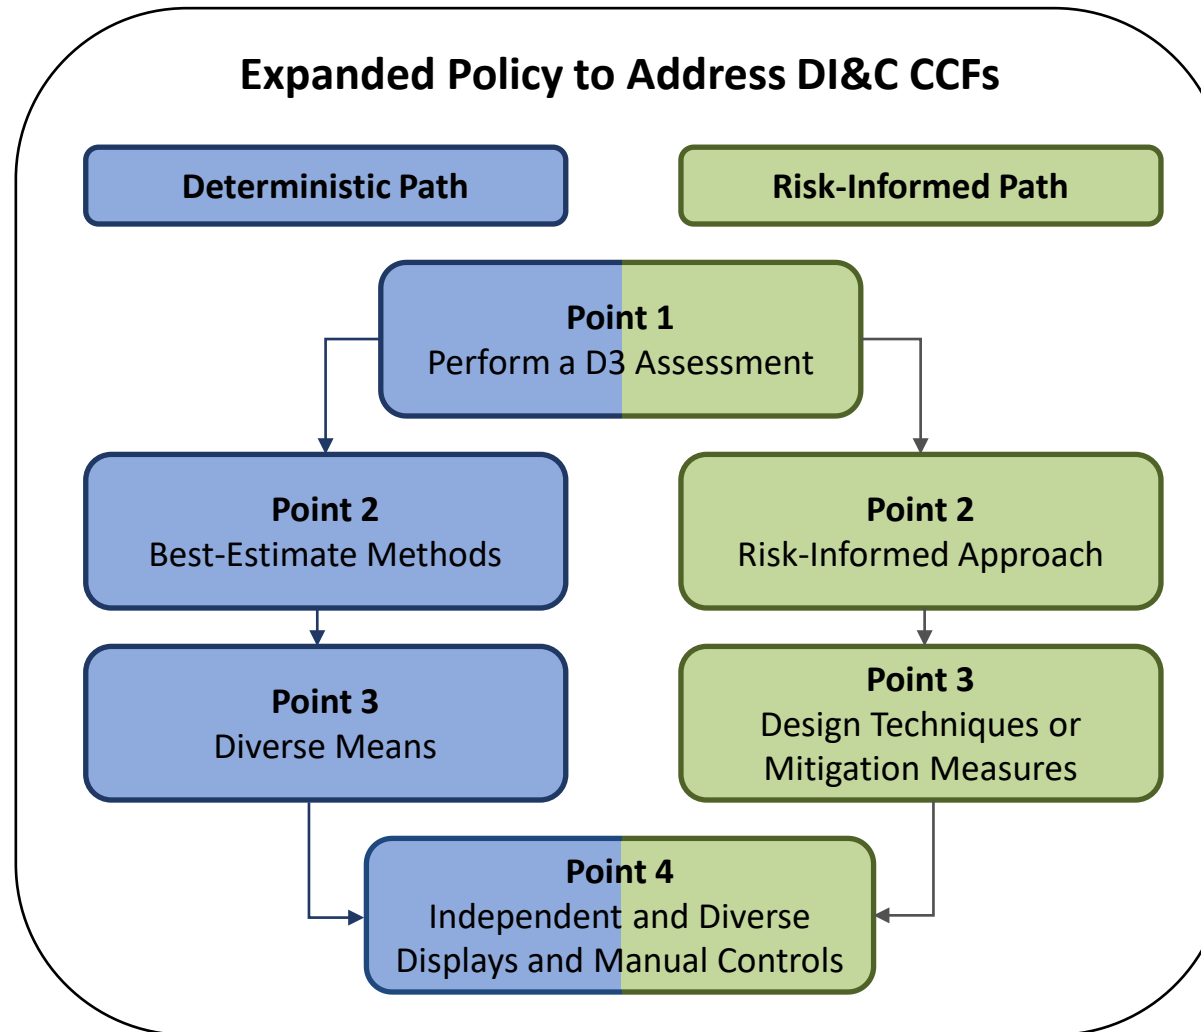 Expanded Policy to Address DI&C CCFs
Deterministic Path
Risk-Informed Path
Point 1
Perform a D3 Assessment
Point 2
Best-Estimate Methods
Point 2
Risk-Informed Approach
Point 3
Diverse Means
Point 3
Design Techniques or
Mitigation Measures
Point 4
Independent and Diverse
Displays and Manual Controls